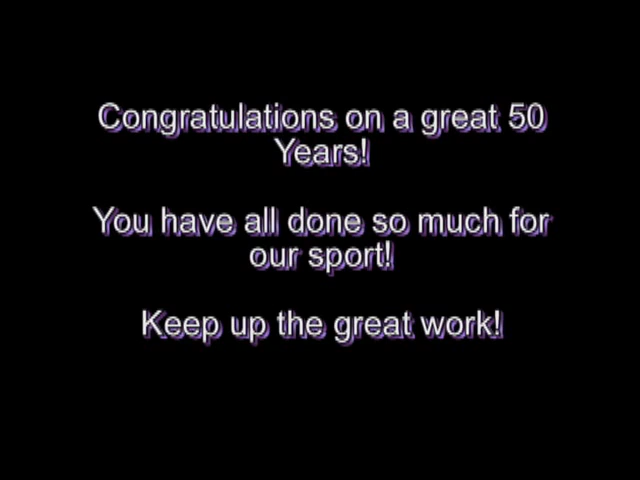 Congratulations on a great 50
Years!
You have all done so much for
our sport!
Keep up the great work!